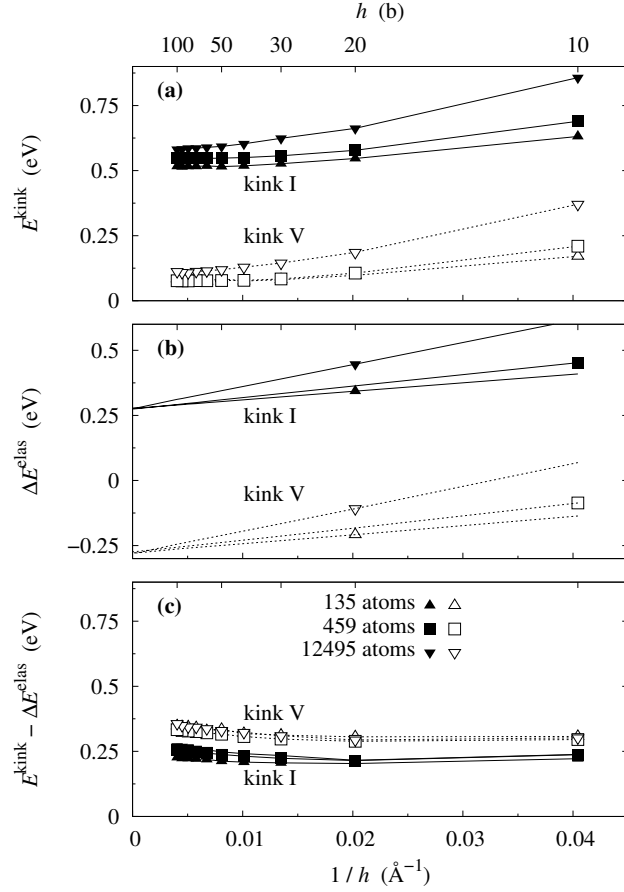 h (b)
100 50 30 20 10
(a)
0.75
0.5
0.25
0
E^kink (eV)
kink I
kink V
(b)
0.5
0.25
0
−0.25
ΔE^elas (eV)
kink I
kink V
(c)
135 atoms
459 atoms
12495 atoms
0.75
0.5
0.25
0
E^kink − ΔE^elas (eV)
kink V
kink I
0 0.01 0.02 0.03 0.04
1 / h (Å⁻¹)